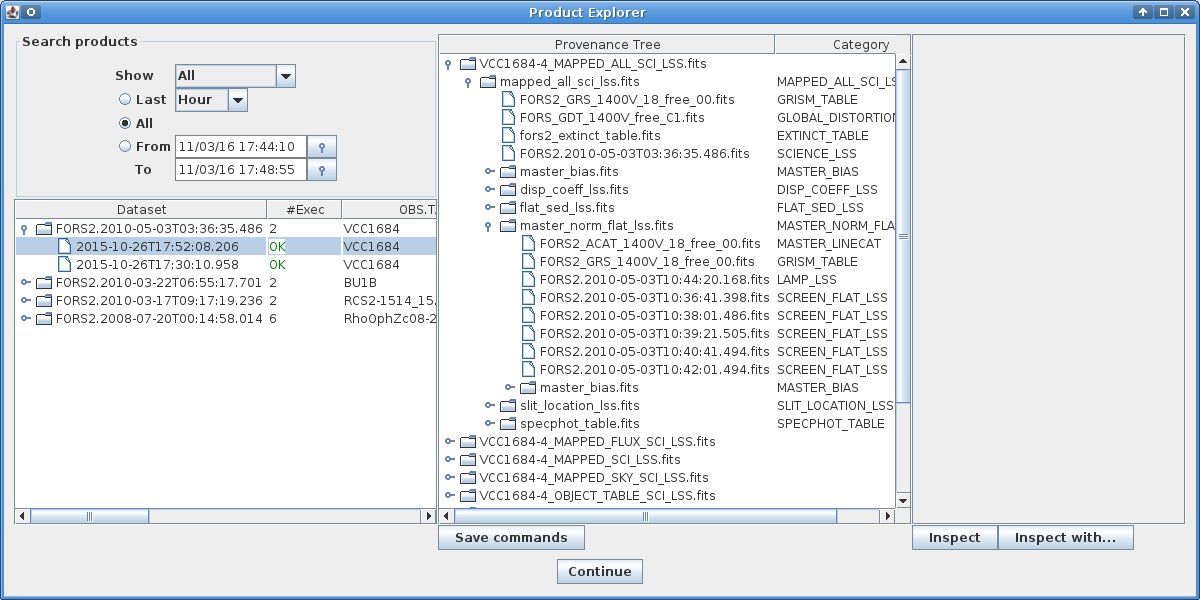 Product Explorer
Search products
Show All
Last Hour
All
From 11/03/16 17:44:10
To 11/03/16 17:48:55
Dataset #Exec OBS.T.
FORS2.2010-05-03T03:36:35.486 2 VCC1684
2015-10-26T17:52:08.206 OK VCC1684
2015-10-26T17:30:10.958 OK VCC1684
FORS2.2010-03-22T06:55:17.701 2 BU1B
FORS2.2010-03-17T09:17:19.236 2 RCS2-1514_15.
FORS2.2008-07-20T00:14:58.014 6 RhoOphZc08-2
Provenance Tree Category
VCC1684-4_MAPPED_ALL_SCI_LSS.fits
mapped_all_sci_lss.fits MAPPED_ALL_SCI_LS
FORS2_GRS_1400V_18_free_00.fits GRISM_TABLE
FORS_GDT_1400V_free_C1.fits GLOBAL_DISTORTION
fors2_extinct_table.fits EXTINCT_TABLE
FORS2.2010-05-03T03:36:35.486.fits SCIENCE_LSS
master_bias.fits MASTER_BIAS
disp_coeff_lss.fits DISP_COEFF_LSS
flat_sed_lss.fits FLAT_SED_LSS
master_norm_flat_lss.fits MASTER_NORM_FLA
FORS2_ACAT_1400V_18_free_00.fits MASTER_LINECAT
FORS2_GRS_1400V_18_free_00.fits GRISM_TABLE
FORS2.2010-05-03T10:44:20.168.fits LAMP_LSS
FORS2.2010-05-03T10:36:41.398.fits SCREEN_FLAT_LSS
FORS2.2010-05-03T10:38:01.486.fits SCREEN_FLAT_LSS
FORS2.2010-05-03T10:39:21.505.fits SCREEN_FLAT_LSS
FORS2.2010-05-03T10:40:41.494.fits SCREEN_FLAT_LSS
FORS2.2010-05-03T10:42:01.494.fits SCREEN_FLAT_LSS
master_bias.fits MASTER_BIAS
slit_location_lss.fits SLIT_LOCATION_LSS
specphot_table.fits SPECPHOT_TABLE
VCC1684-4_MAPPED_FLUX_SCI_LSS.fits
VCC1684-4_MAPPED_SCI_LSS.fits
VCC1684-4_MAPPED_SKY_SCI_LSS.fits
VCC1684-4_OBJECT_TABLE_SCI_LSS.fits
Save commands
Inspect Inspect with...
Continue